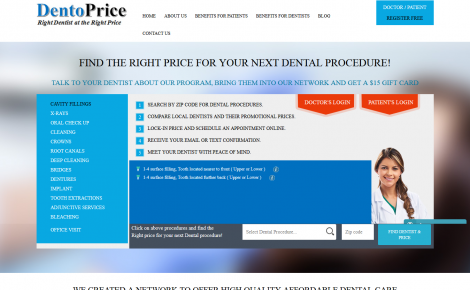 DentoPrice
Right Dentist at the Right Price
HOME ABOUT US BENEFITS FOR PATIENTS BENEFITS FOR DENTISTS BLOG
CONTACT US
DOCTOR / PATIENT
REGISTER FREE
FIND THE RIGHT PRICE FOR YOUR NEXT DENTAL PROCEDURE!
TALK TO YOUR DENTIST ABOUT OUR PROGRAM, BRING THEM INTO OUR NETWORK AND GET A $15 GIFT CARD
CAVITY FILLINGS
X-RAYS
ORAL CHECK UP
CLEANING
CROWNS
ROOT CANALS
DEEP CLEANING
BRIDGES
DENTURES
IMPLANT
TOOTH EXTRACTIONS
ADJUNCTIVE SERVICES
BLEACHING
OFFICE VISIT
1 SEARCH BY ZIP CODE FOR DENTAL PROCEDURES.
2 COMPARE LOCAL DENTISTS AND THEIR PROMOTIONAL PRICES.
3 LOCK-IN PRICE AND SCHEDULE AN APPOINTMENT ONLINE.
4 RECEIVE YOUR EMAIL OR TEXT CONFIRMATION.
5 MEET YOUR DENTIST WITH PEACE OF MIND.
DOCTOR'S LOGIN
PATIENT'S LOGIN
1-4 surface filling, Tooth located nearer to front ( Upper or Lower )
1-4 surface filling, Tooth located further back ( Upper or Lower )
Click on above procedures and find the
Right price for your next Dental procedure!
Select Dental Procedure...
Zip code
FIND DENTIST &
PRICE
WE CREATED A NETWORK TO OFFER HIGH QUALITY, AFFORDABLE DENTAL CARE